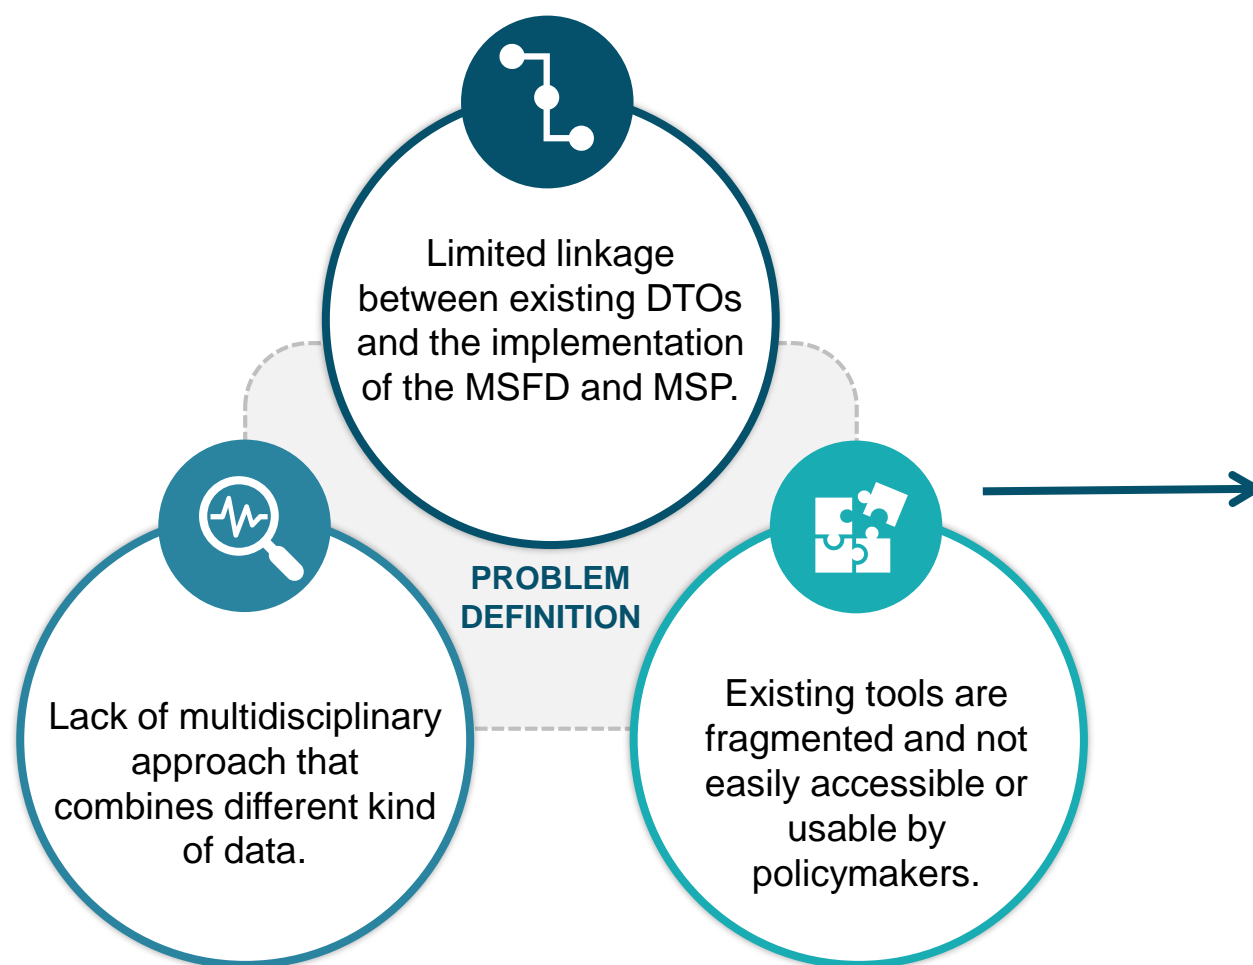 Limited linkage
between existing DTOs
and the implementation
of the MSFD and MSP.
PROBLEM
DEFINITION
Lack of multidisciplinary
approach that
combines different kind
of data.
Existing tools are
fragmented and not
easily accessible or
usable by
policymakers.